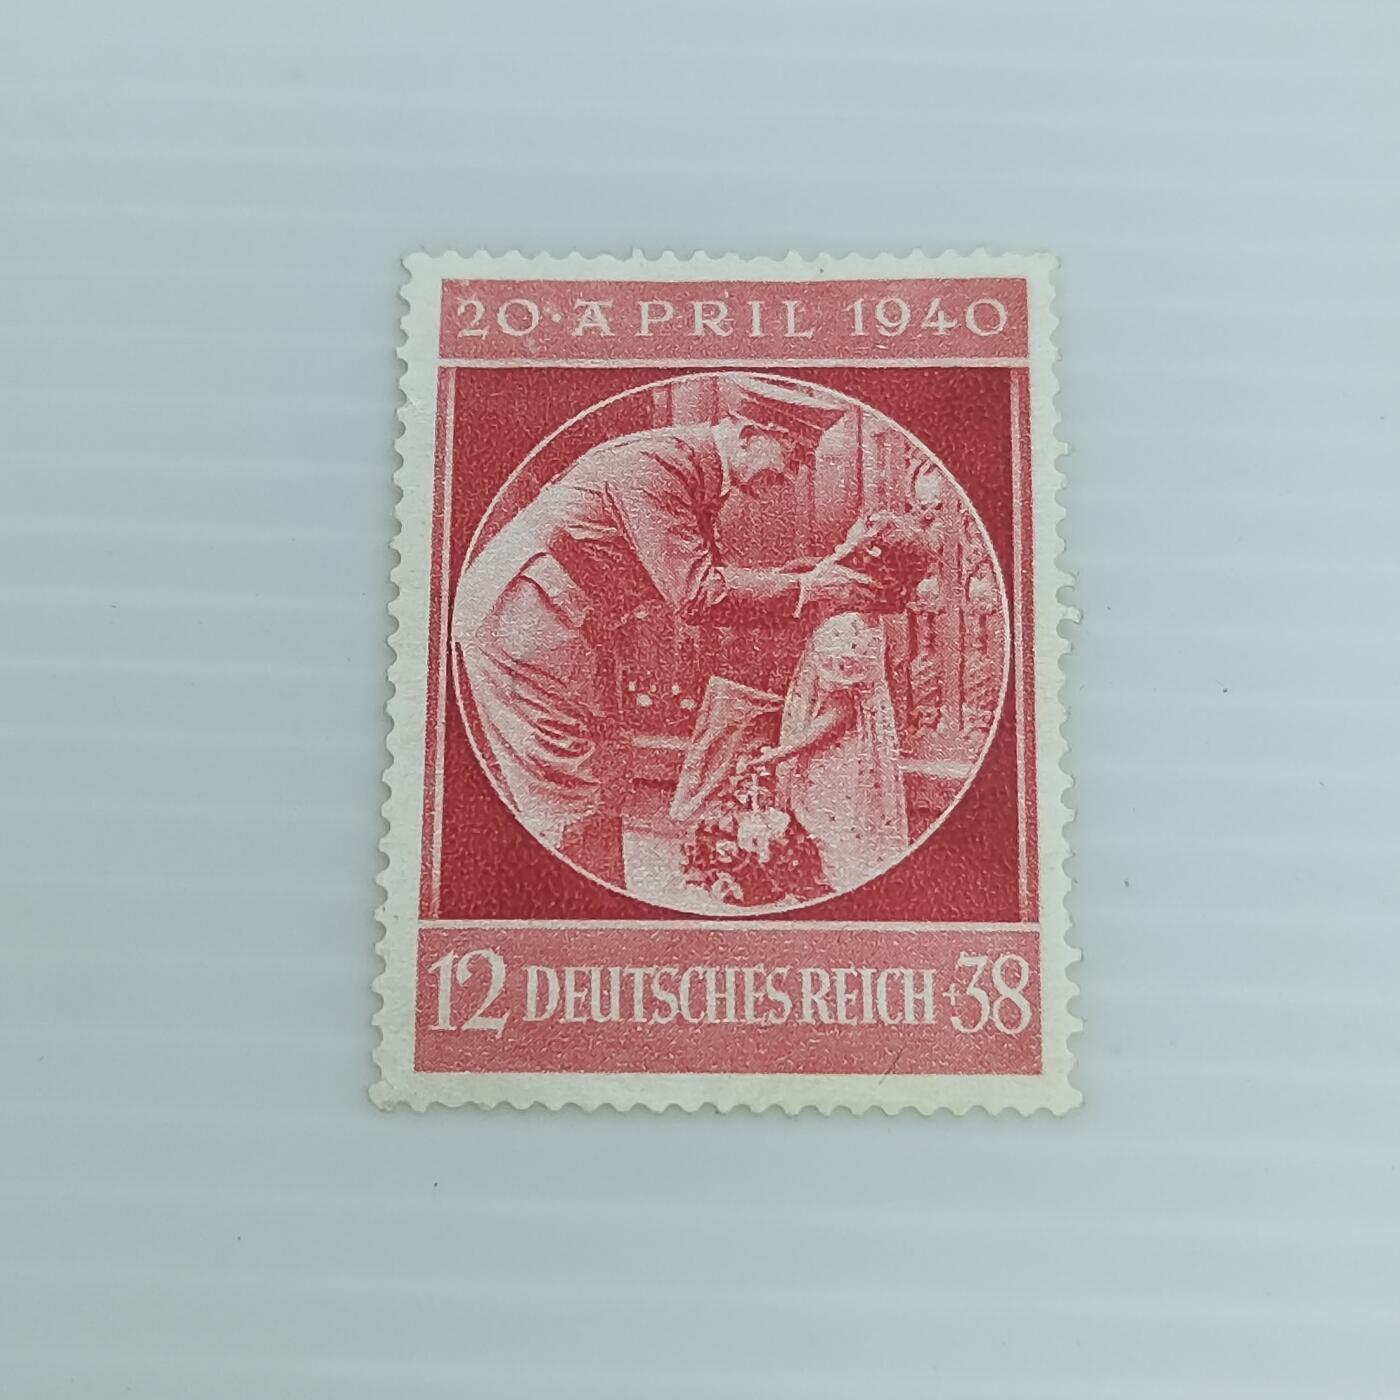 20·APRIL 1940
12 DEUTSCHES REICH +38